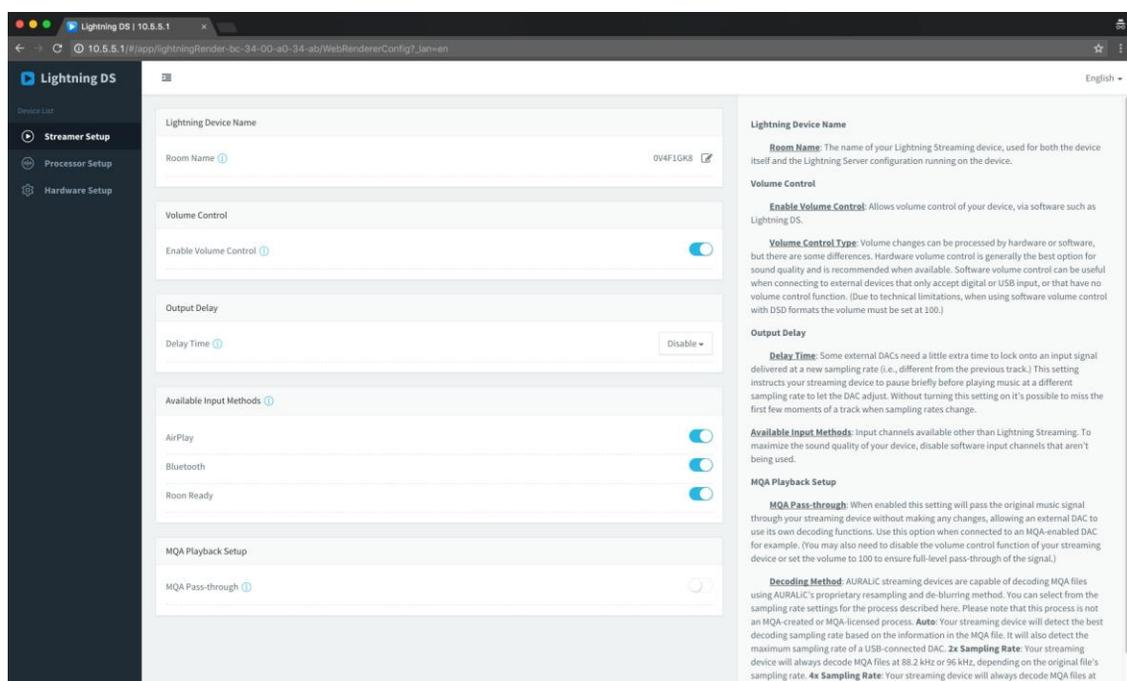 Lightning DS | 10.5.5.1
10.5.5.1/#/app/lightningRender-bc-34-00-a0-34-ab/WebRendererConfig?_lan=en
Lightning DS
English
Device List
Streamer Setup
Processor Setup
Hardware Setup
Lightning Device Name
Room Name
0V4F1GK8
Volume Control
Enable Volume Control
Output Delay
Delay Time
Disable
Available Input Methods
AirPlay
Bluetooth
Roon Ready
MQA Playback Setup
MQA Pass-through
Lightning Device Name
Room Name: The name of your Lightning Streaming device, used for both the device
itself and the Lightning Server configuration running on the device.
Volume Control
Enable Volume Control: Allows volume control of your device, via software such as
Lightning DS.
Volume Control Type: Volume changes can be processed by hardware or software,
but there are some differences. Hardware volume control is generally the best option for
sound quality and is recommended when available. Software volume control can be useful
when connecting to external devices that only accept digital or USB input, or that have no
volume control function. (Due to technical limitations, when using software volume control
with DSD formats the volume must be set at 100.)
Output Delay
Delay Time: Some external DACs need a little extra time to lock onto an input signal
delivered at a new sampling rate (i.e., different from the previous track.) This setting
instructs your streaming device to pause briefly before playing music at a different
sampling rate to let the DAC adjust. Without turning this setting on it's possible to miss the
first few moments of a track when sampling rates change.
Available Input Methods: Input channels available other than Lightning Streaming. To
maximize the sound quality of your device, disable software input channels that aren't
being used.
MQA Playback Setup
MQA Pass-through: When enabled this setting will pass the original music signal
through your streaming device without making any changes, allowing an external DAC to
use its own decoding functions. Use this option when connected to an MQA-enabled DAC
for example. (You may also need to disable the volume control function of your streaming
device or set the volume to 100 to ensure full-level pass-through of the signal.)
Decoding Method: AURALiC streaming devices are capable of decoding MQA files
using AURALiC's proprietary resampling and de-blurring method. You can select from the
sampling rate settings for the process described here. Please note that this process is not
an MQA-created or MQA-licensed process. Auto: Your streaming device will detect the best
decoding sampling rate based on the information in the MQA file. It will also detect the
maximum sampling rate of a USB-connected DAC. 2x Sampling Rate: Your streaming
device will always decode MQA files at 88.2 kHz or 96 kHz, depending on the original file's
sampling rate. 4x Sampling Rate: Your streaming device will always decode MQA files at